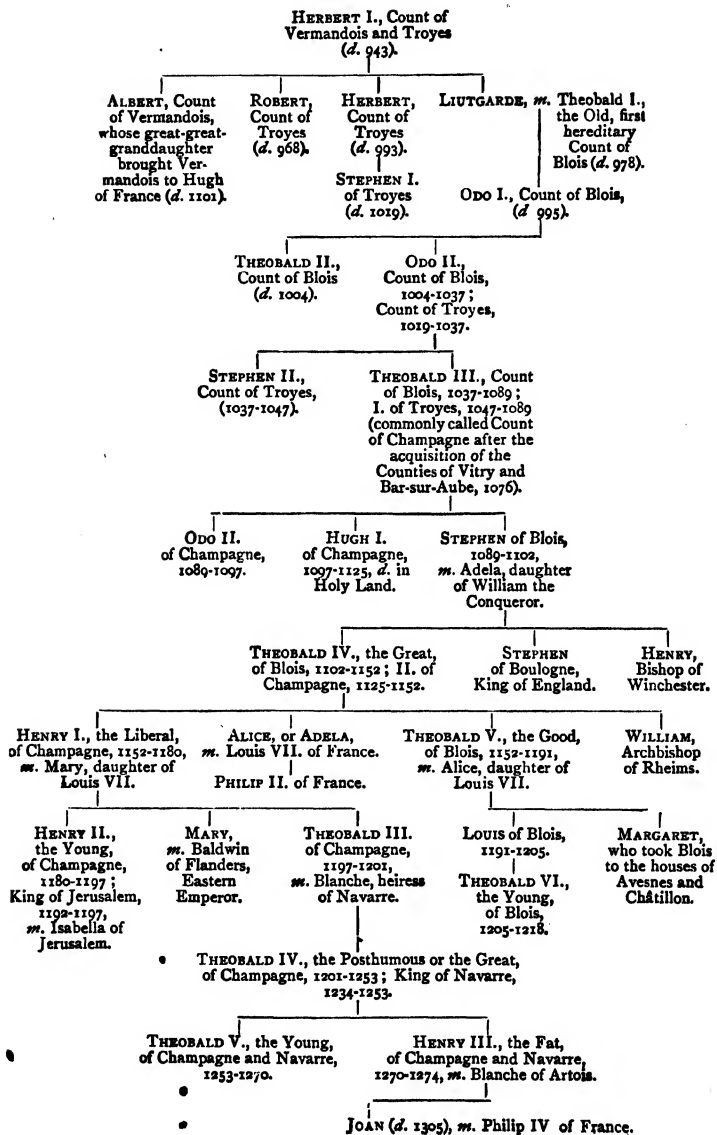 HERBERT I., Count of
Vermandois and Troyes
(d. 943).
ALBERT, Count
of Vermandois,
whose great-great-
granddaughter
brought Ver-
mandois to Hugh
of France (d. 1101).
ROBERT,
Count of
Troyes
(d. 968).
HERBERT,
Count of
Troyes
(d. 993).
STEPHEN I.
of Troyes
(d. 1019).
LIUTGARDE, m. Theobald I.,
the Old, first
hereditary
Count of
Blois (d. 978).
ODO I., Count of Blois,
(d 995).
THEOBALD II.,
Count of Blois
(d. 1004).
ODO II.,
Count of Blois,
1004-1037;
Count of Troyes,
1019-1037.
STEPHEN II.,
Count of Troyes,
(1037-1047).
THEOBALD III., Count
of Blois, 1037-1089;
I. of Troyes, 1047-1089
(commonly called Count
of Champagne after the
acquisition of the
Counties of Vitry and
Bar-sur-Aube, 1076).
ODO II.
of Champagne,
1089-1097.
HUGH I.
of Champagne,
1097-1125, d. in
Holy Land.
STEPHEN of Blois,
1089-1102,
m. Adela, daughter
of William the
Conqueror.
THEOBALD IV., the Great,
of Blois, 1102-1152; II. of
Champagne, 1125-1152.
STEPHEN
of Boulogne,
King of England.
HENRY,
Bishop of
Winchester.
HENRY I., the Liberal,
of Champagne, 1152-1180,
m. Mary, daughter of
Louis VII.
ALICE, or ADELA,
m. Louis VII. of France.
PHILIP II. of France.
THEOBALD V., the Good,
of Blois, 1152-1191,
m. Alice, daughter of
Louis VII.
WILLIAM,
Archbishop
of Rheims.
HENRY II.,
the Young,
of Champagne,
1180-1197;
King of Jerusalem,
1192-1197,
m. Isabella of
Jerusalem.
MARY,
m. Baldwin
of Flanders,
Eastern
Emperor.
THEOBALD III.
of Champagne,
1197-1201,
m. Blanche, heiress
of Navarre.
LOUIS of Blois,
1191-1205.
THEOBALD VI.,
the Young,
of Blois,
1205-1218.
MARGARET,
who took Blois
to the houses of
Avesnes and
Châtillon.
THEOBALD IV., the Posthumous or the Great,
of Champagne, 1201-1253; King of Navarre,
1234-1253.
THEOBALD V., the Young,
of Champagne and Navarre,
1253-1270.
HENRY III., the Fat,
of Champagne and Navarre,
1270-1274, m. Blanche of Artois.
JOAN (d. 1305), m. Philip IV of France.